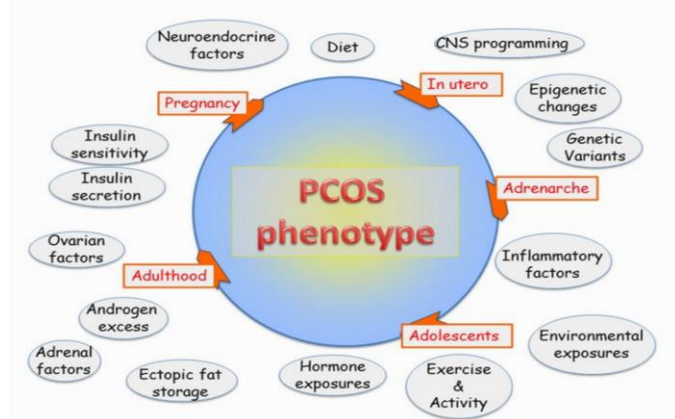 Neuroendocrine
factors
Diet
CNS programming
In utero
Pregnancy
Epigenetic
changes
Insulin
sensitivity
Genetic
Variants
Insulin
secretion
PCOS
phenotype
Adrenarche
Ovarian
factors
Inflammatory
factors
Adulthood
Androgen
excess
Adolescents
Environmental
exposures
Adrenal
factors
Ectopic fat
storage
Hormone
exposures
Exercise
&
Activity